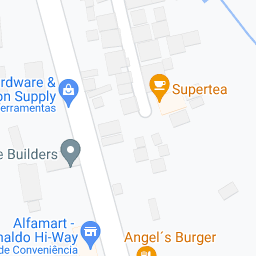 rdware &
on Supply
erramentas
Supertea
e Builders
Alfamart -
naldo Hi-Way
de Conveniência
Angel´s Burger